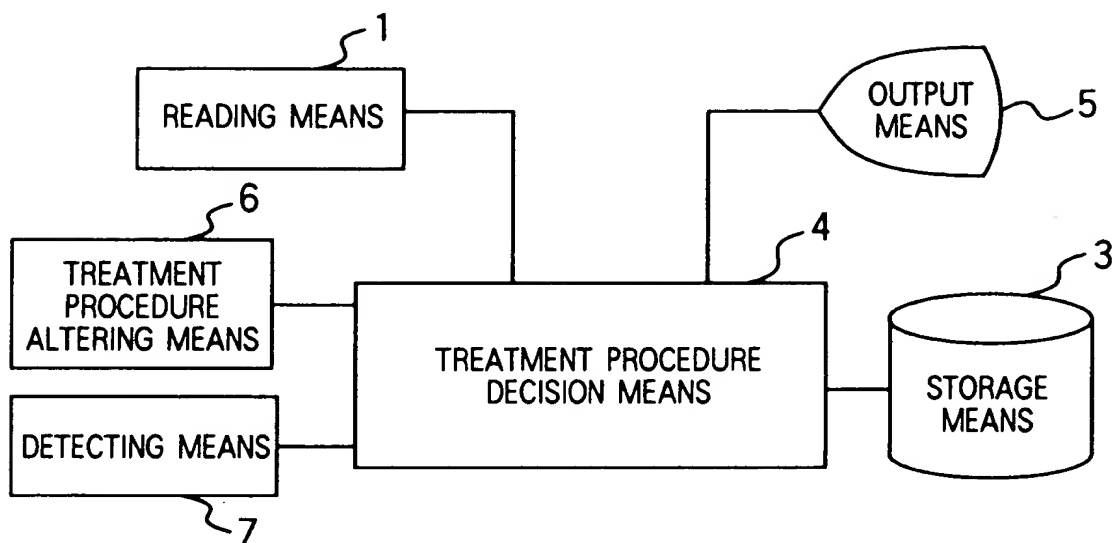 1
READING MEANS
OUTPUT
MEANS
5
6
TREATMENT
PROCEDURE
ALTERING MEANS
4
TREATMENT PROCEDURE
DECISION MEANS
3
STORAGE
MEANS
DETECTING MEANS
7